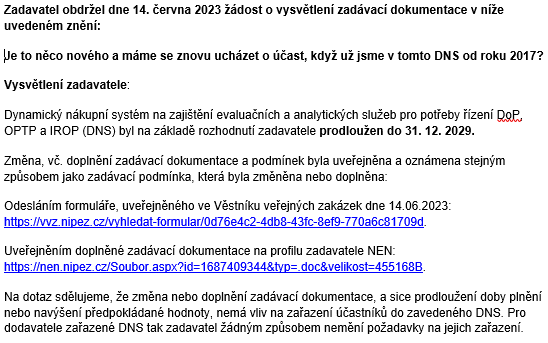 Zadavatel obdržel dne 14. června 2023 žádost o vysvětlení zadávací dokumentace v níže
uvedeném znění:
Je to něco nového a máme se znovu ucházet o účast, když už jsme v tomto DNS od roku 2017?
Vysvětlení zadavatele:
Dynamický nákupní systém na zajištění evaluačních a analytických služeb pro potřeby řízení DoP,
OPTP a IROP (DNS) byl na základě rozhodnutí zadavatele prodloužen do 31. 12. 2029.
Změna, vč. doplnění zadávací dokumentace a podmínek byla uveřejněna a oznámena stejným
způsobem jako zadávací podmínka, která byla změněna nebo doplněna:
Odesláním formuláře, uveřejněného ve Věstníku veřejných zakázek dne 14.06.2023:
https://vvz.nipez.cz/vyhledat-formular/0d76e4c2-4db8-43fc-8ef9-770a6c81709d.
Uveřejněním doplněné zadávací dokumentace na profilu zadavatele NEN:
https://nen.nipez.cz/Soubor.aspx?id=1687409344&typ=.doc&velikost=455168B.
Na dotaz sdělujeme, že změna nebo doplnění zadávací dokumentace, a sice prodloužení doby plnění
nebo navýšení předpokládané hodnoty, nemá vliv na zařazení účastníků do zavedeného DNS. Pro
dodavatele zařazené DNS tak zadavatel žádným způsobem nemění požadavky na jejich zařazení.